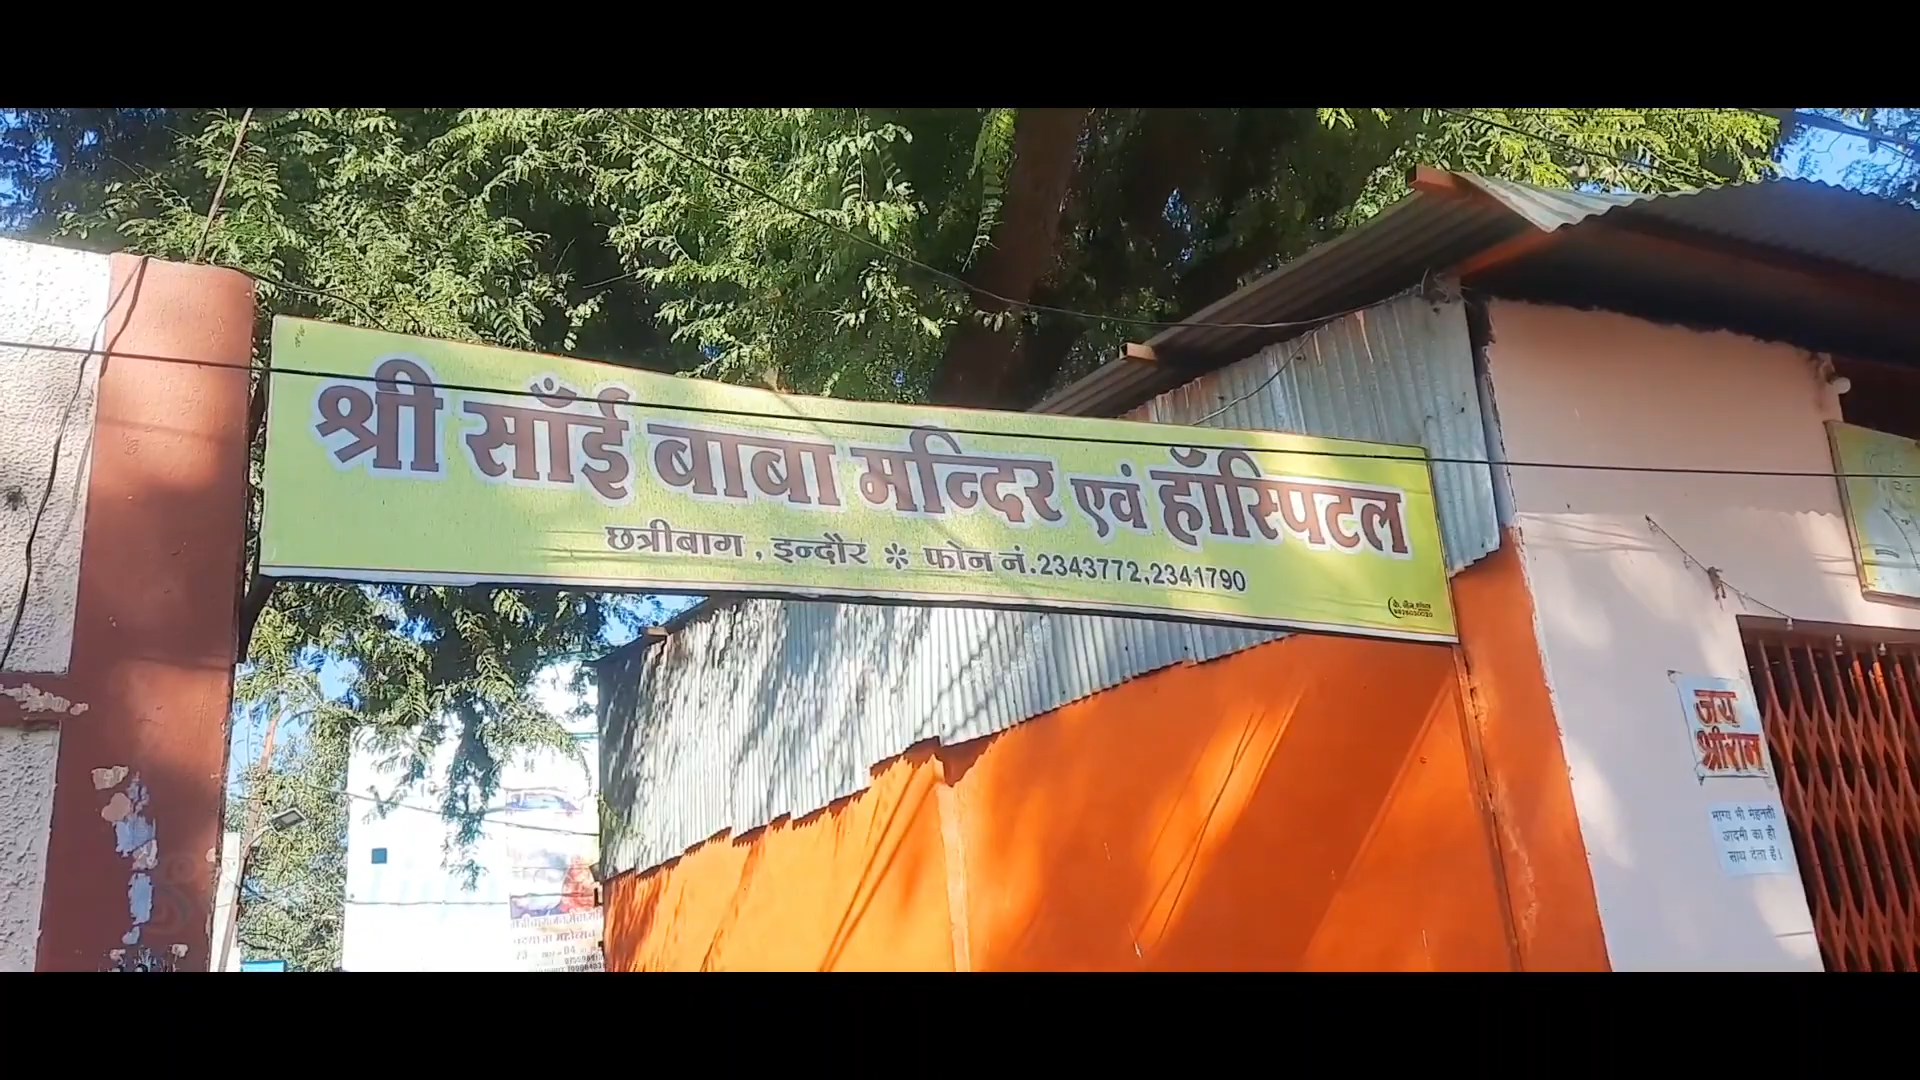 श्री साँई बाबा मन्दिर एवं हॉस्पिटल
छत्रीबाग , इन्दौर ❇ फोन नं.2343772,2341790
जय
श्रीराम
भाग्य भी मेहनती
आदमी का ही
साथ देता है।